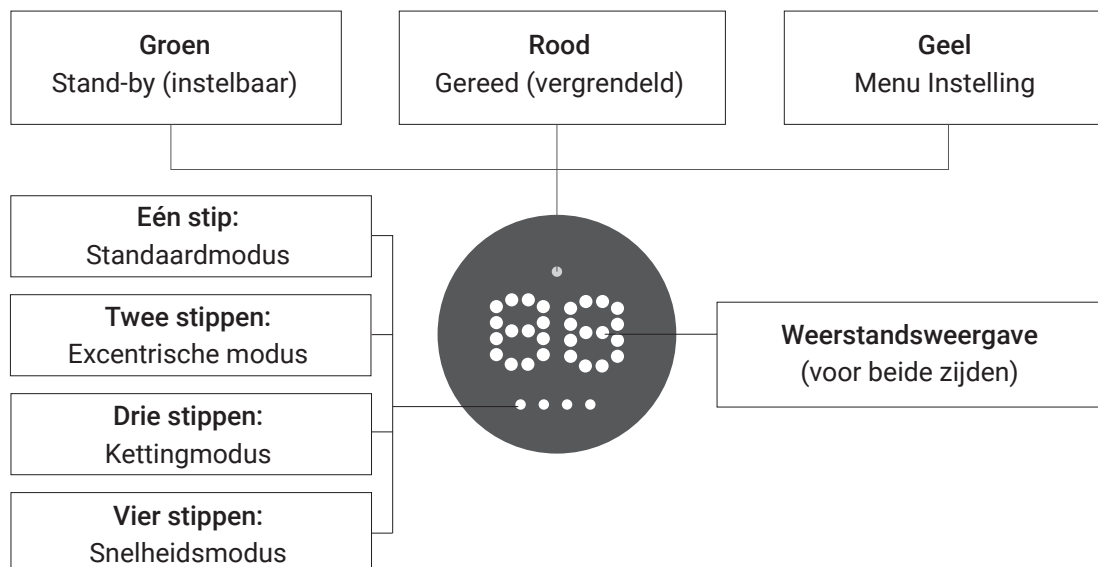 Groen
Stand-by (instelbaar)
Rood
Gereed (vergrendeld)
Geel
Menu Instelling
Eén stip:
Standaardmodus
Twee stippen:
Excentrische modus
Drie stippen:
Kettingmodus
Vier stippen:
Snelheidsmodus
88
Weerstandsweergave
(voor beide zijden)